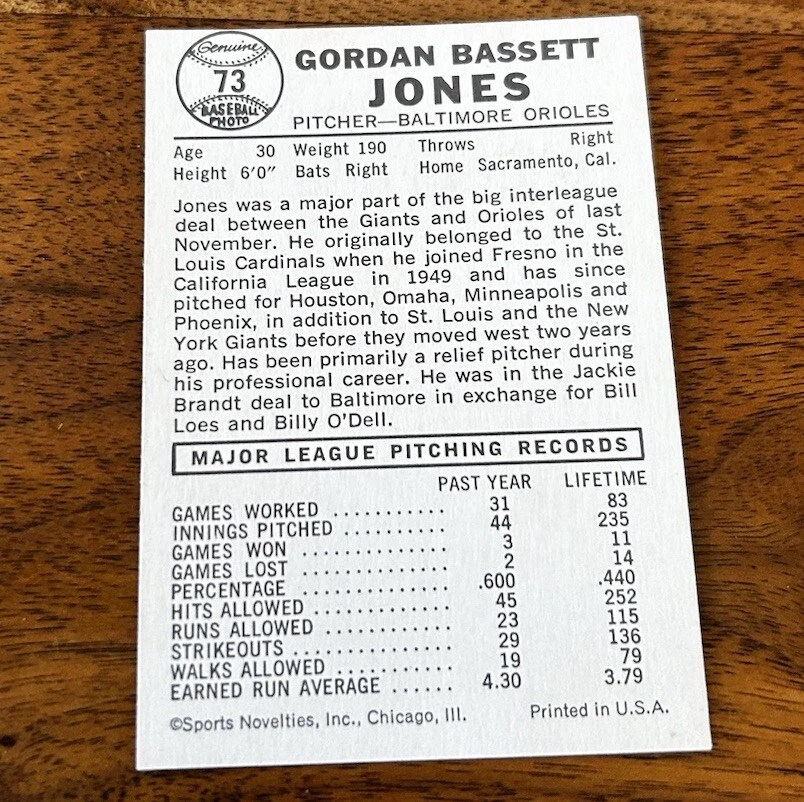 Genuine
73
BASEBALL
PHOTO
GORDAN BASSETT
JONES
PITCHER—BALTIMORE ORIOLES
Age 30 Weight 190 Throws Right
Height 6'0" Bats Right Home Sacramento, Cal.
Jones was a major part of the big interleague
deal between the Giants and Orioles of last
November. He originally belonged to the St.
Louis Cardinals when he joined Fresno in the
California League in 1949 and has since
pitched for Houston, Omaha, Minneapolis and
Phoenix, in addition to St. Louis and the New
York Giants before they moved west two years
ago. Has been primarily a relief pitcher during
his professional career. He was in the Jackie
Brandt deal to Baltimore in exchange for Bill
Loes and Billy O'Dell.
MAJOR LEAGUE PITCHING RECORDS
PAST YEAR LIFETIME
GAMES WORKED .......... 31 83
INNINGS PITCHED ......... 44 235
GAMES WON ............ 3 11
GAMES LOST ............ 2 14
PERCENTAGE ............ .600 .440
HITS ALLOWED ........... 45 252
RUNS ALLOWED .......... 23 115
STRIKEOUTS ............. 29 136
WALKS ALLOWED ......... 19 79
EARNED RUN AVERAGE ...... 4.30 3.79
©Sports Novelties, Inc., Chicago, Ill. Printed in U.S.A.